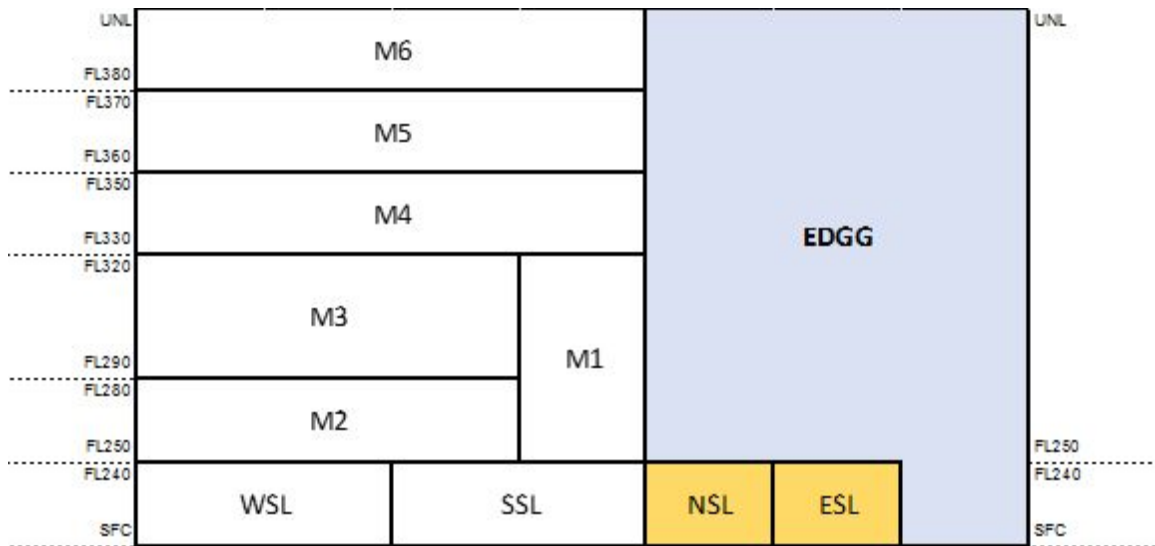 UNL
M6
UNL
FL380
FL370
M5
FL360
FL350
M4
FL330
EDGG
FL320
M3
M1
FL290
FL280
M2
FL250
FL250
FL240
FL240
WSL
SSL
NSL
ESL
SFC
SFC